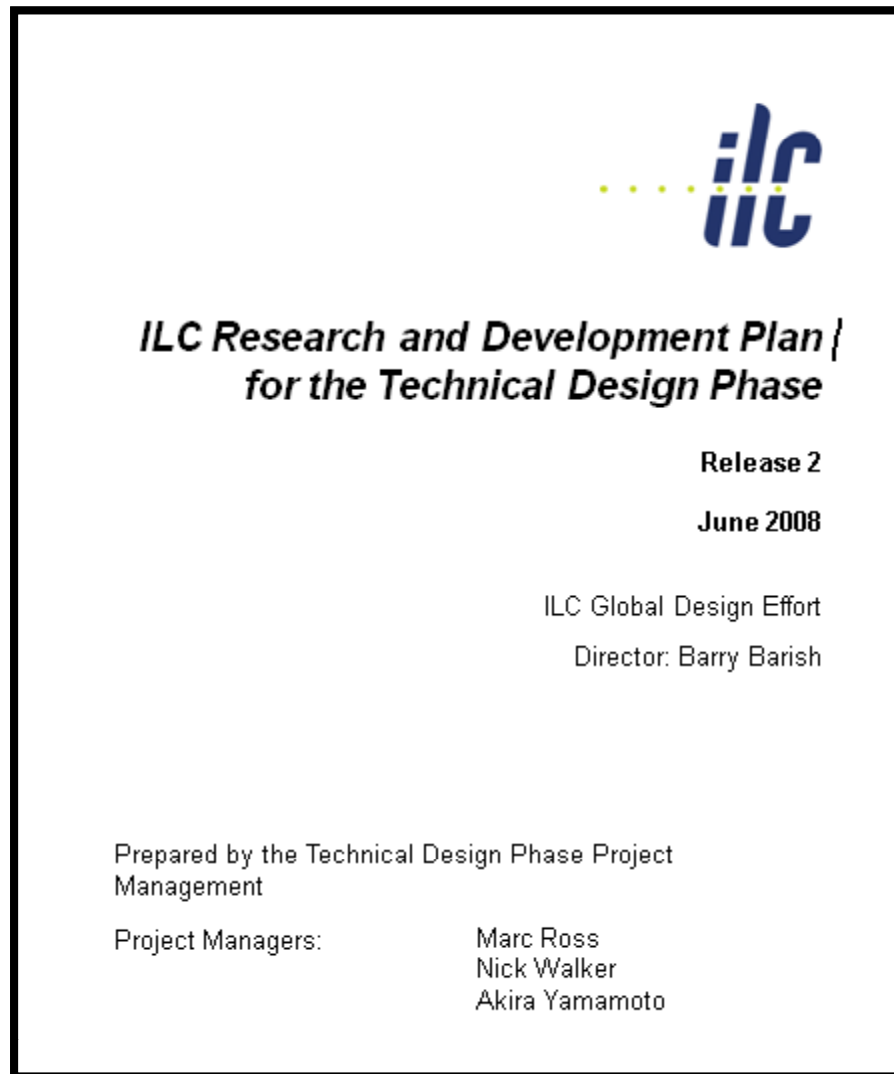 ilc
ILC Research and Development Plan
for the Technical Design Phase
Release 2
June 2008
ILC Global Design Effort
Director: Barry Barish
Prepared by the Technical Design Phase Project
Management
Project Managers:
Marc Ross
Nick Walker
Akira Yamamoto